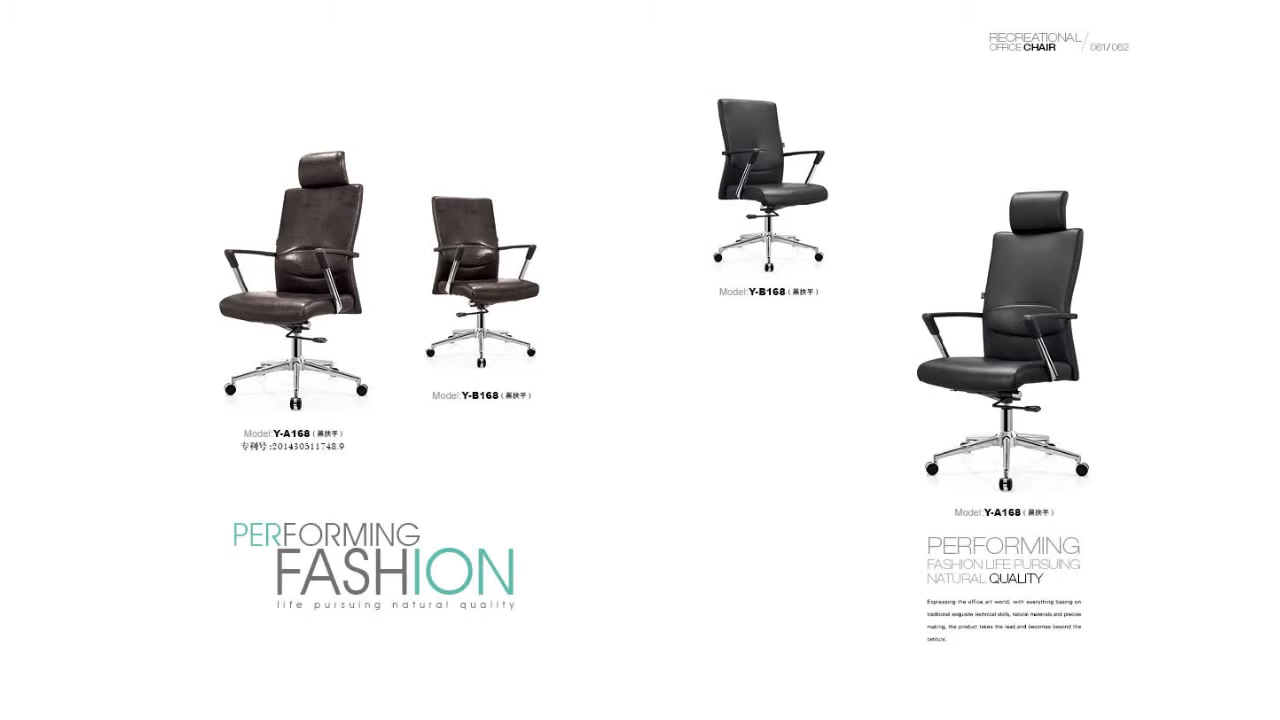 RECREATIONAL
OFFICE CHAIR / 061/062
Model:Y-B168（黑扶手）
Model:Y-B168（黑扶手）
Model:Y-A168（黑扶手）
专利号:201430511748.9
Model:Y-A168（黑扶手）
PERFORMING
FASHION
life pursuing natural quality
PERFORMING
FASHION LIFE PURSUING
NATURAL QUALITY
Expressing the office art world, with everything basing on
traditional exquisite technical skills, natural materials and precise
making, the product takes the lead and becomes beyond the
century.